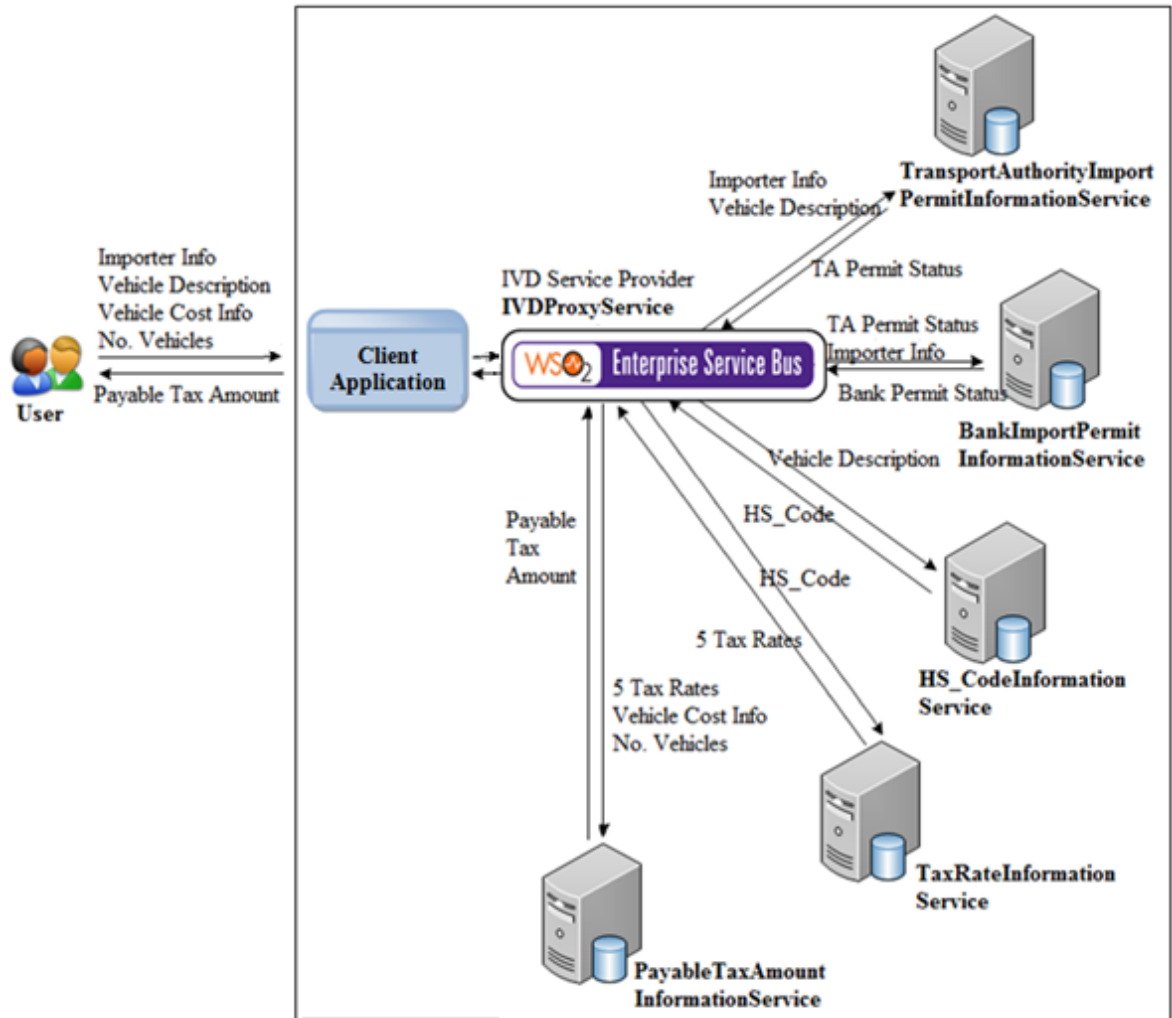 TransportAuthorityImport
PermitInformationService
Importer Info
Vehicle Description
TA Permit Status
Importer Info
Vehicle Description
Vehicle Cost Info
No. Vehicles
Payable Tax Amount
User
Client
Application
IVD Service Provider
IVDProxyService
WSO2 Enterprise Service Bus
TA Permit Status
Importer Info
Bank Permit Status
BankImportPermit
InformationService
Vehicle Description
HS_Code
HS_CodeInformation
Service
HS_Code
5 Tax Rates
TaxRateInformation
Service
Payable
Tax
Amount
5 Tax Rates
Vehicle Cost Info
No. Vehicles
PayableTaxAmount
InformationService